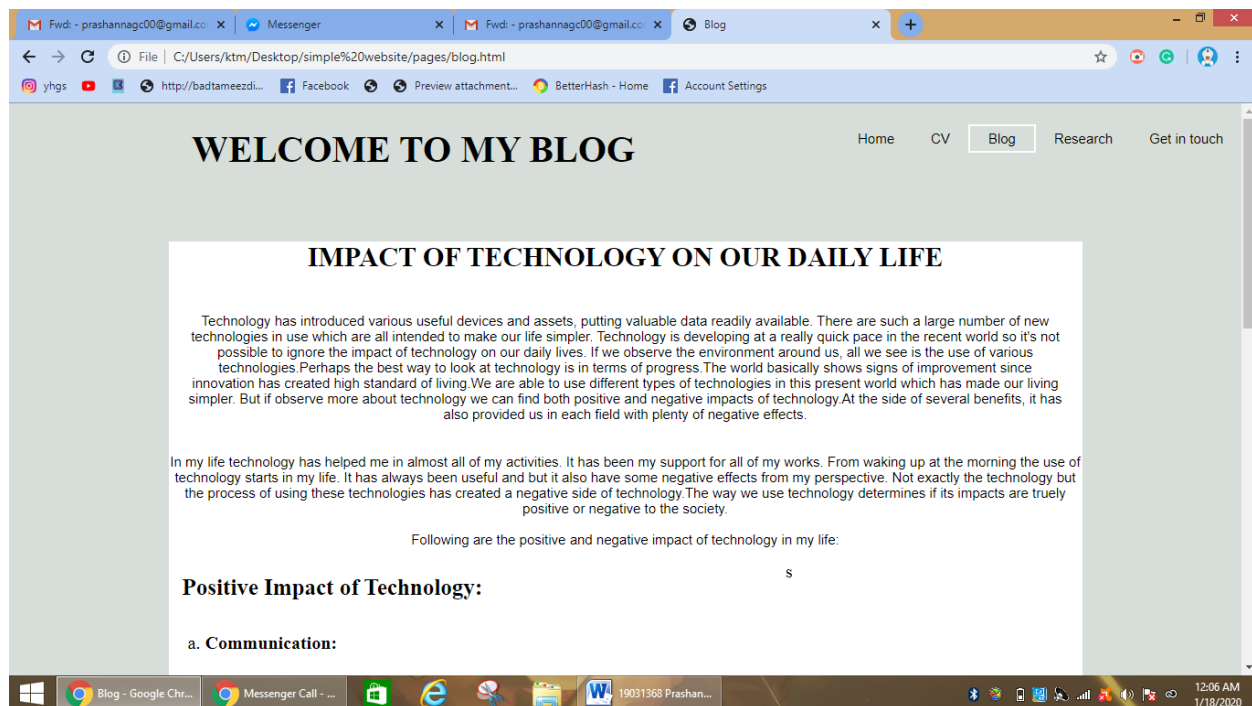 Fwd: - prashannagc00@gmail.co
Messenger
Fwd: - prashannagc00@gmail.co
Blog
File
C:/Users/ktm/Desktop/simple%20website/pages/blog.html
yhgs
http://badtameezdi...
Facebook
Preview attachment...
BetterHash - Home
Account Settings
WELCOME TO MY BLOG
Home
CV
Blog
Research
Get in touch
IMPACT OF TECHNOLOGY ON OUR DAILY LIFE
Technology has introduced various useful devices and assets, putting valuable data readily available. There are such a large number of new
technologies in use which are all intended to make our life simpler. Technology is developing at a really quick pace in the recent world so it's not
possible to ignore the impact of technology on our daily lives. If we observe the environment around us, all we see is the use of various
technologies.Perhaps the best way to look at technology is in terms of progress.The world basically shows signs of improvement since
innovation has created high standard of living.We are able to use different types of technologies in this present world which has made our living
simpler. But if observe more about technology we can find both positive and negative impacts of technology.At the side of several benefits, it has
also provided us in each field with plenty of negative effects.
In my life technology has helped me in almost all of my activities. It has been my support for all of my works. From waking up at the morning the use of
technology starts in my life. It has always been useful and but it also have some negative effects from my perspective. Not exactly the technology but
the process of using these technologies has created a negative side of technology.The way we use technology determines if its impacts are truely
positive or negative to the society.
Following are the positive and negative impact of technology in my life:
s
Positive Impact of Technology:
a. Communication:
Blog - Google Chr...
Messenger Call - ...
19031368 Prashan...
12:06 AM
1/18/2020